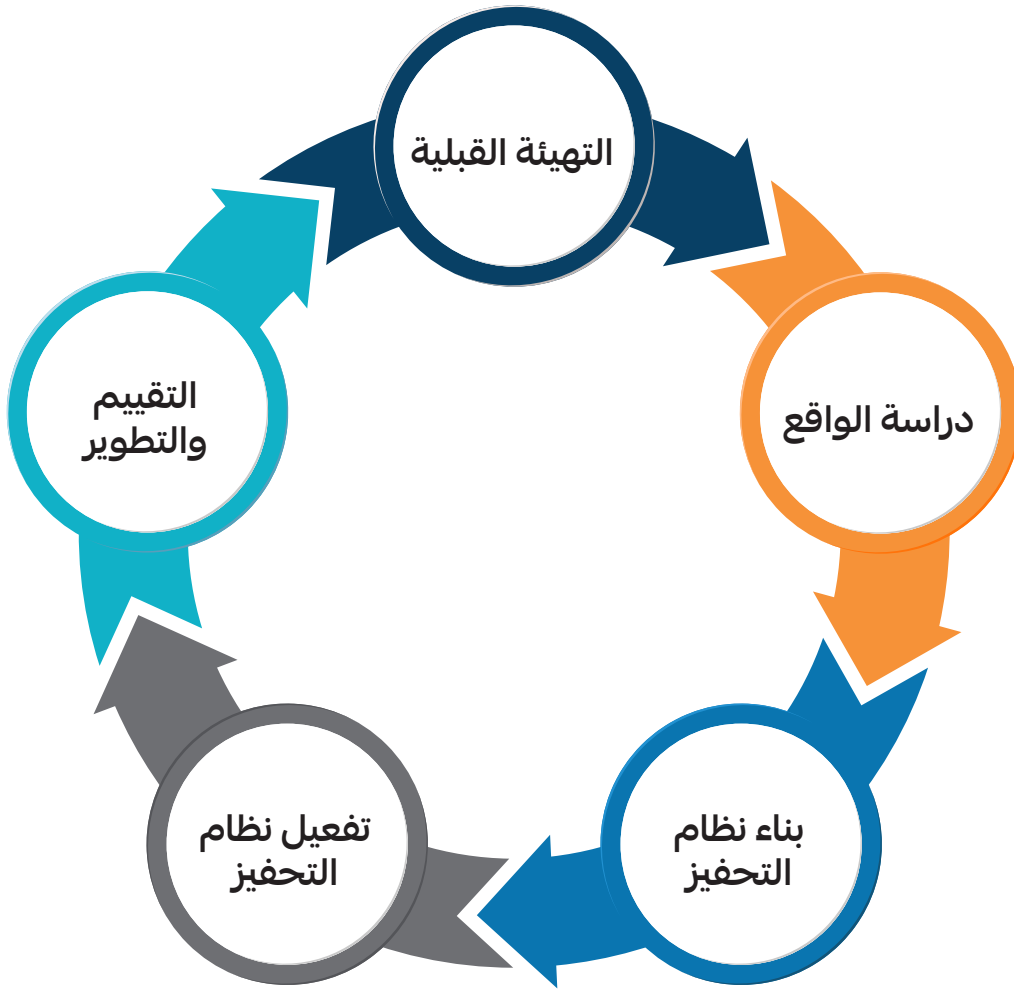 التهيئة القبلية
دراسة الواقع
بناء نظام
التحفيز
تفعيل نظام
التحفيز
التقييم
والتطوير